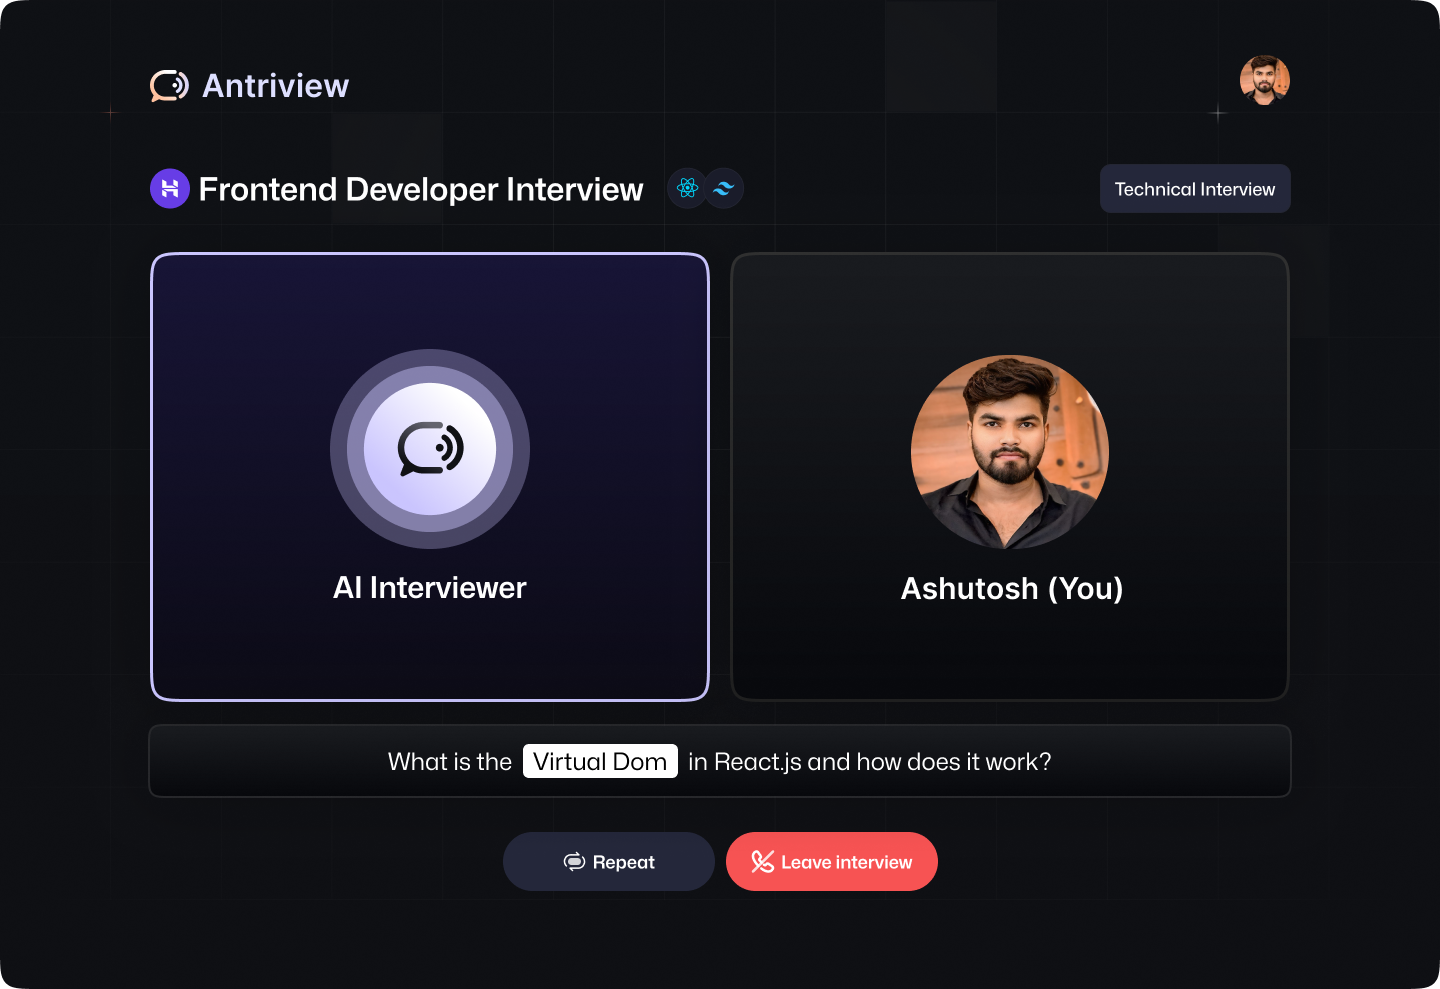 Antriview
Frontend Developer Interview
Technical Interview
AI Interviewer
Ashutosh (You)
What is the Virtual Dom in React.js and how does it work?
Repeat
Leave interview